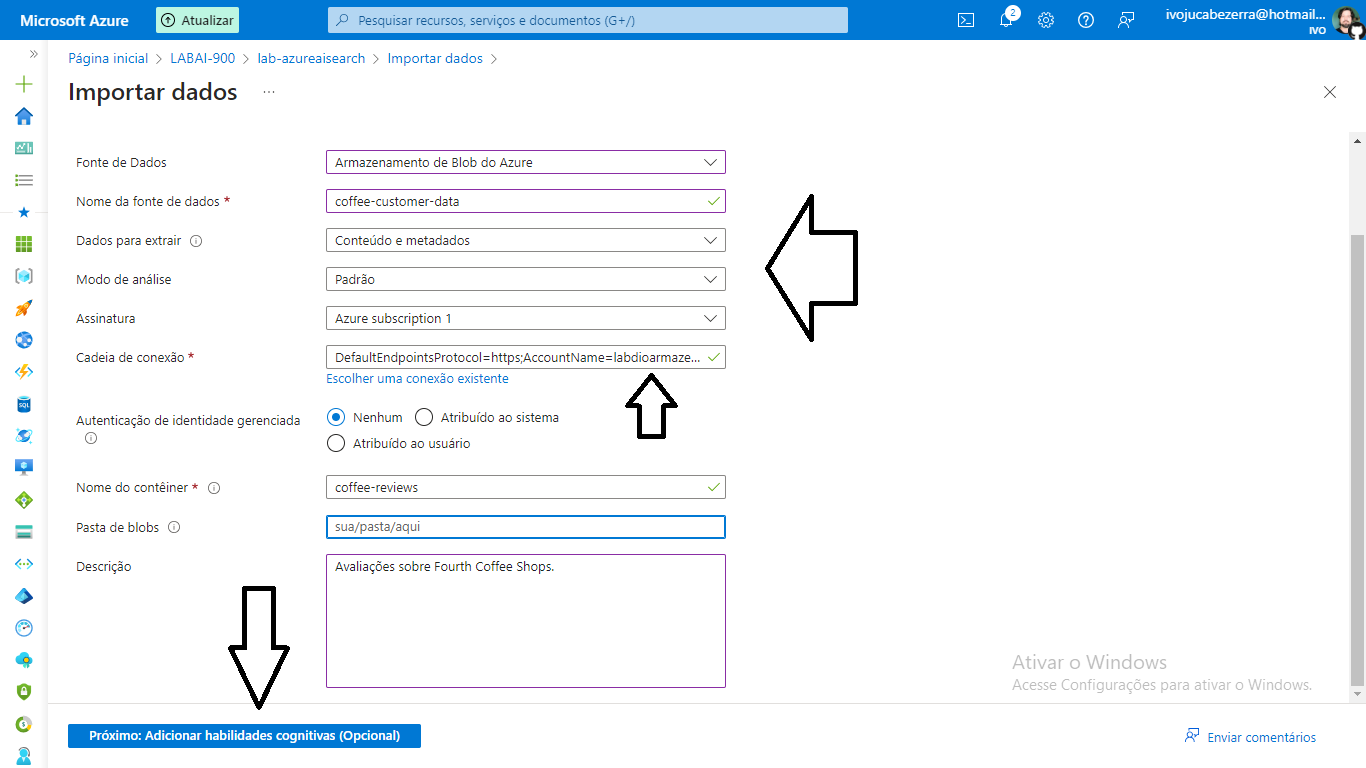 Microsoft Azure
Atualizar
Pesquisar recursos, serviços e documentos (G+/)
2
ivojucabezerra@hotmail...
IVO
Página inicial > LABAI-900 > lab-azureaisearch > Importar dados >
Importar dados ...
Fonte de Dados
Armazenamento de Blob do Azure
Nome da fonte de dados *
coffee-customer-data
Dados para extrair
Conteúdo e metadados
Modo de análise
Padrão
Assinatura
Azure subscription 1
Cadeia de conexão *
DefaultEndpointsProtocol=https;AccountName=labdioarmaze...
Escolher uma conexão existente
Autenticação de identidade gerenciada
Nenhum
Atribuído ao sistema
Atribuído ao usuário
Nome do contêiner *
coffee-reviews
Pasta de blobs
sua/pasta/aqui
Descrição
Avaliações sobre Fourth Coffee Shops.
Ativar o Windows
Acesse Configurações para ativar o Windows.
Próximo: Adicionar habilidades cognitivas (Opcional)
Enviar comentários
SQL